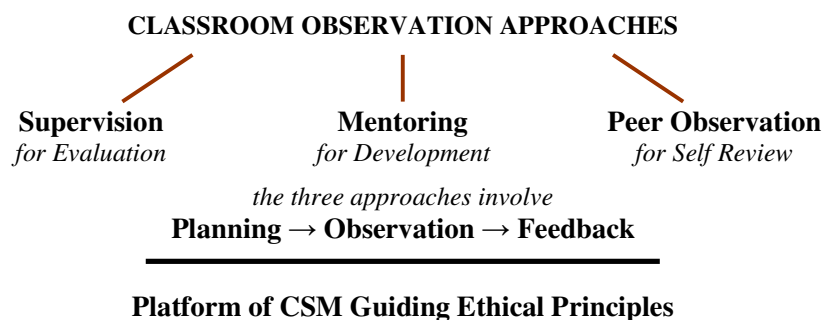 CLASSROOM OBSERVATION APPROACHES
Supervision Mentoring Peer Observation
for Evaluation for Development for Self Review
the three approaches involve
Planning → Observation → Feedback
Platform of CSM Guiding Ethical Principles